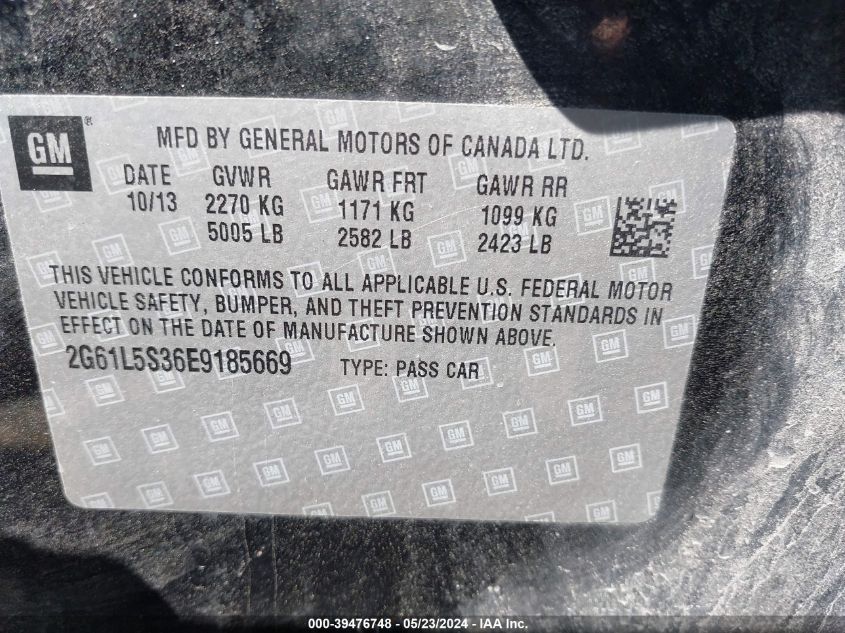 GM®
MFD BY GENERAL MOTORS OF CANADA LTD.
DATE GVWR GAWR FRT GAWR RR
10/13 2270 KG 1171 KG 1099 KG
5005 LB 2582 LB 2423 LB
THIS VEHICLE CONFORMS TO ALL APPLICABLE U.S. FEDERAL MOTOR
VEHICLE SAFETY, BUMPER, AND THEFT PREVENTION STANDARDS IN
EFFECT ON THE DATE OF MANUFACTURE SHOWN ABOVE.
2G61L5S36E9185669 TYPE: PASS CAR
000-39476748 - 05/23/2024 - IAA Inc.